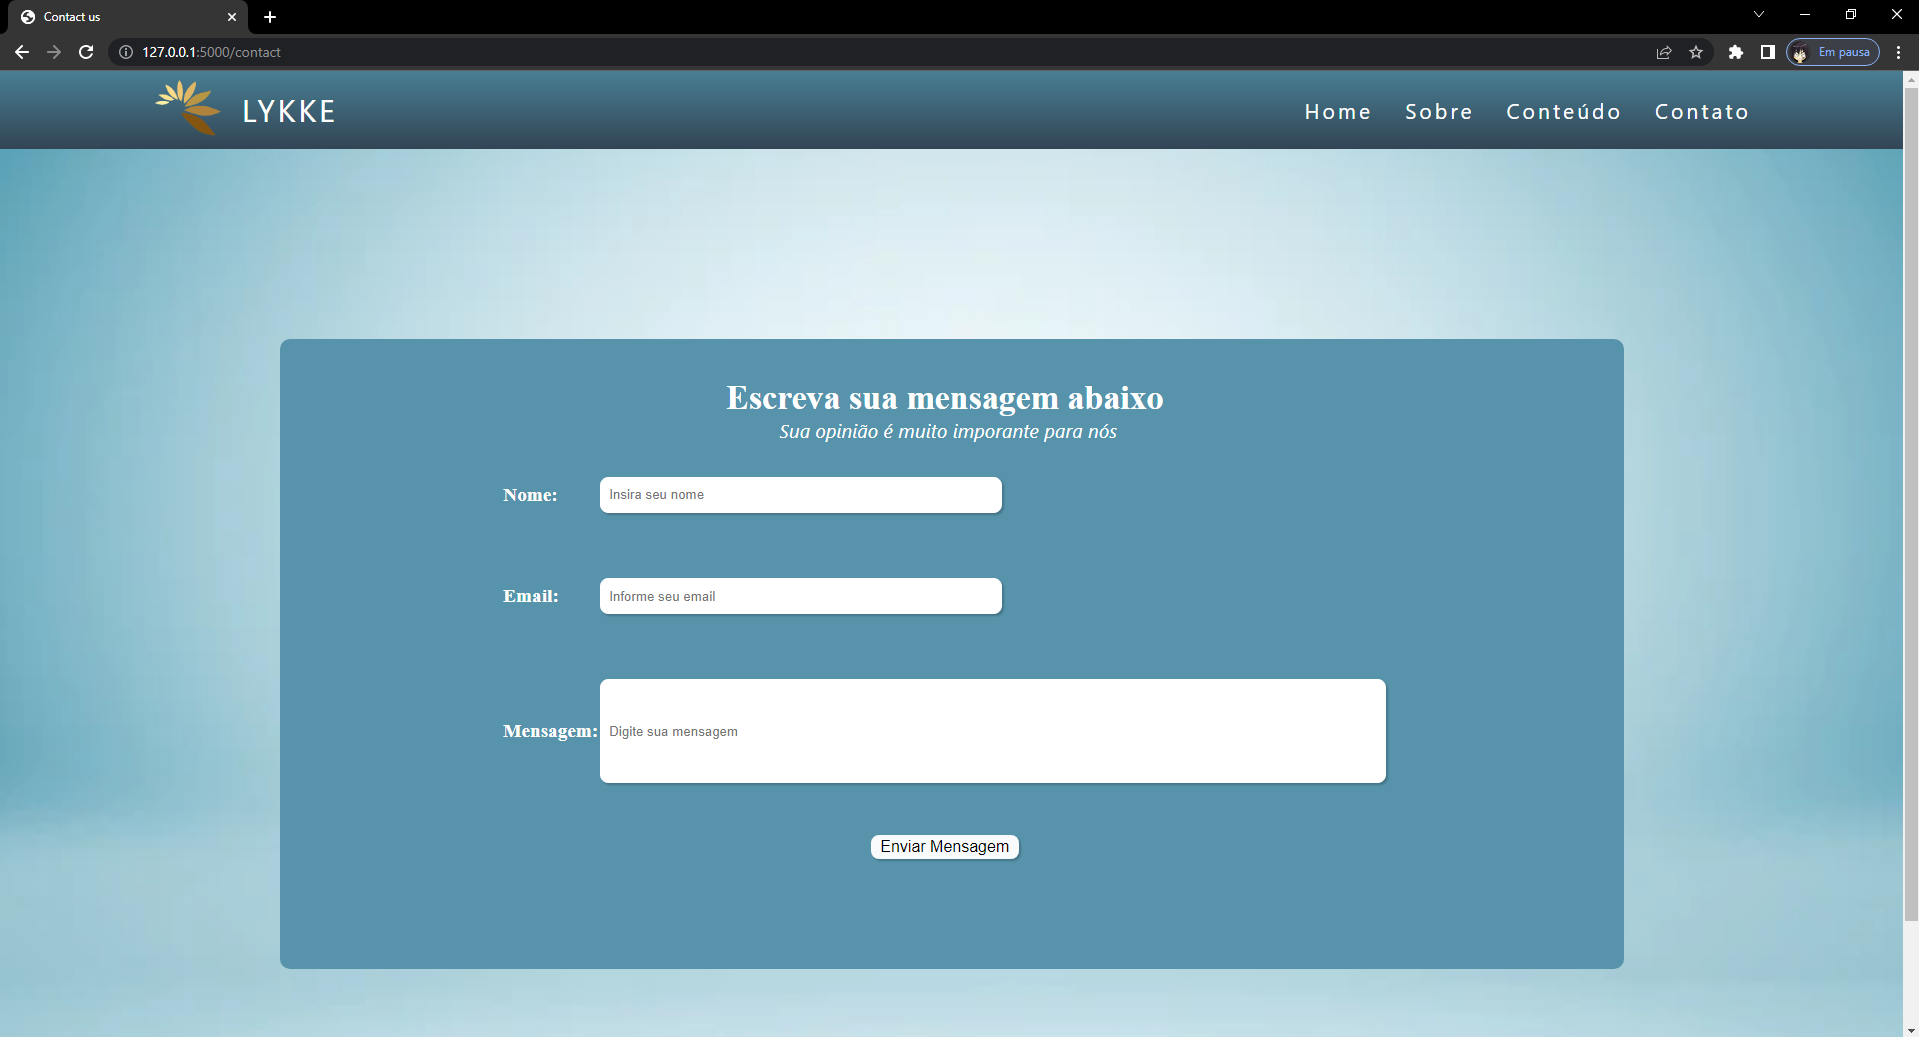 Contact us
127.0.0.1:5000/contact
Em pausa
LYKKE
Home Sobre Conteúdo Contato
Escreva sua mensagem abaixo
Sua opinião é muito imporante para nós
Nome: Insira seu nome
Email: Informe seu email
Mensagem: Digite sua mensagem
Enviar Mensagem